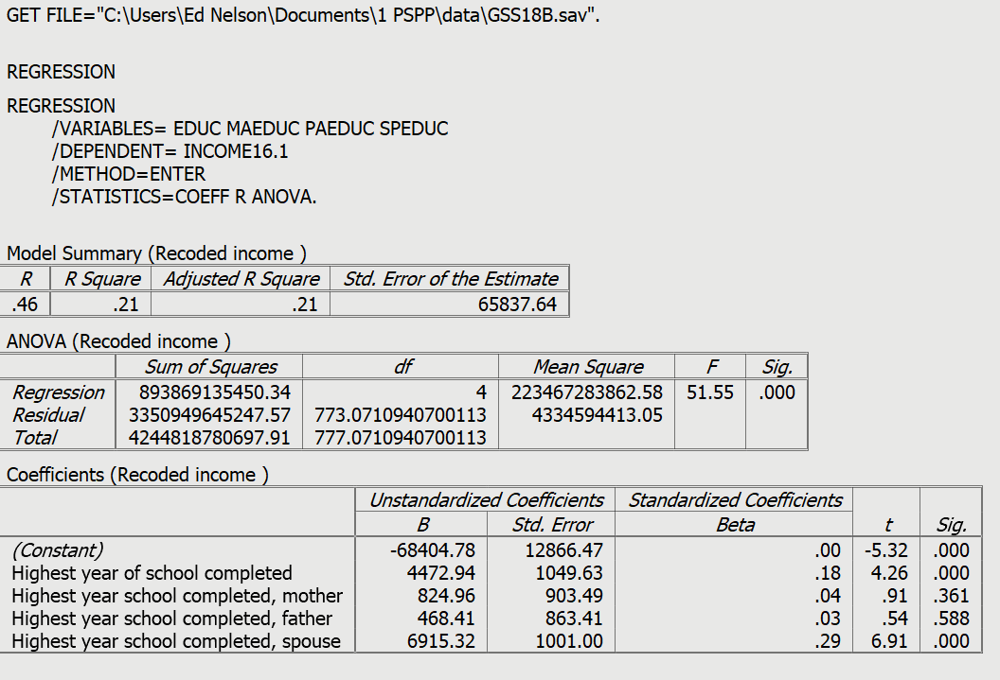 GET FILE="C:\Users\Ed Nelson\Documents\1 PSPP\data\GSS18B.sav".
REGRESSION
REGRESSION
/VARIABLES= EDUC MAEDUC PAEDUC SPEDUC
/DEPENDENT= INCOME16.1
/METHOD=ENTER
/STATISTICS=COEFF R ANOVA.
Model Summary (Recoded income )
R R Square Adjusted R Square Std. Error of the Estimate
.46 .21 .21 65837.64
ANOVA (Recoded income )
Sum of Squares df Mean Square F Sig.
Regression 893869135450.34 4 223467283862.58 51.55 .000
Residual 3350949645247.57 773.0710940700113 4334594413.05
Total 4244818780697.91 777.0710940700113
Coefficients (Recoded income )
Unstandardized Coefficients Standardized Coefficients
B Std. Error Beta t Sig.
(Constant) -68404.78 12866.47 .00 -5.32 .000
Highest year of school completed 4472.94 1049.63 .18 4.26 .000
Highest year school completed, mother 824.96 903.49 .04 .91 .361
Highest year school completed, father 468.41 863.41 .03 .54 .588
Highest year school completed, spouse 6915.32 1001.00 .29 6.91 .000